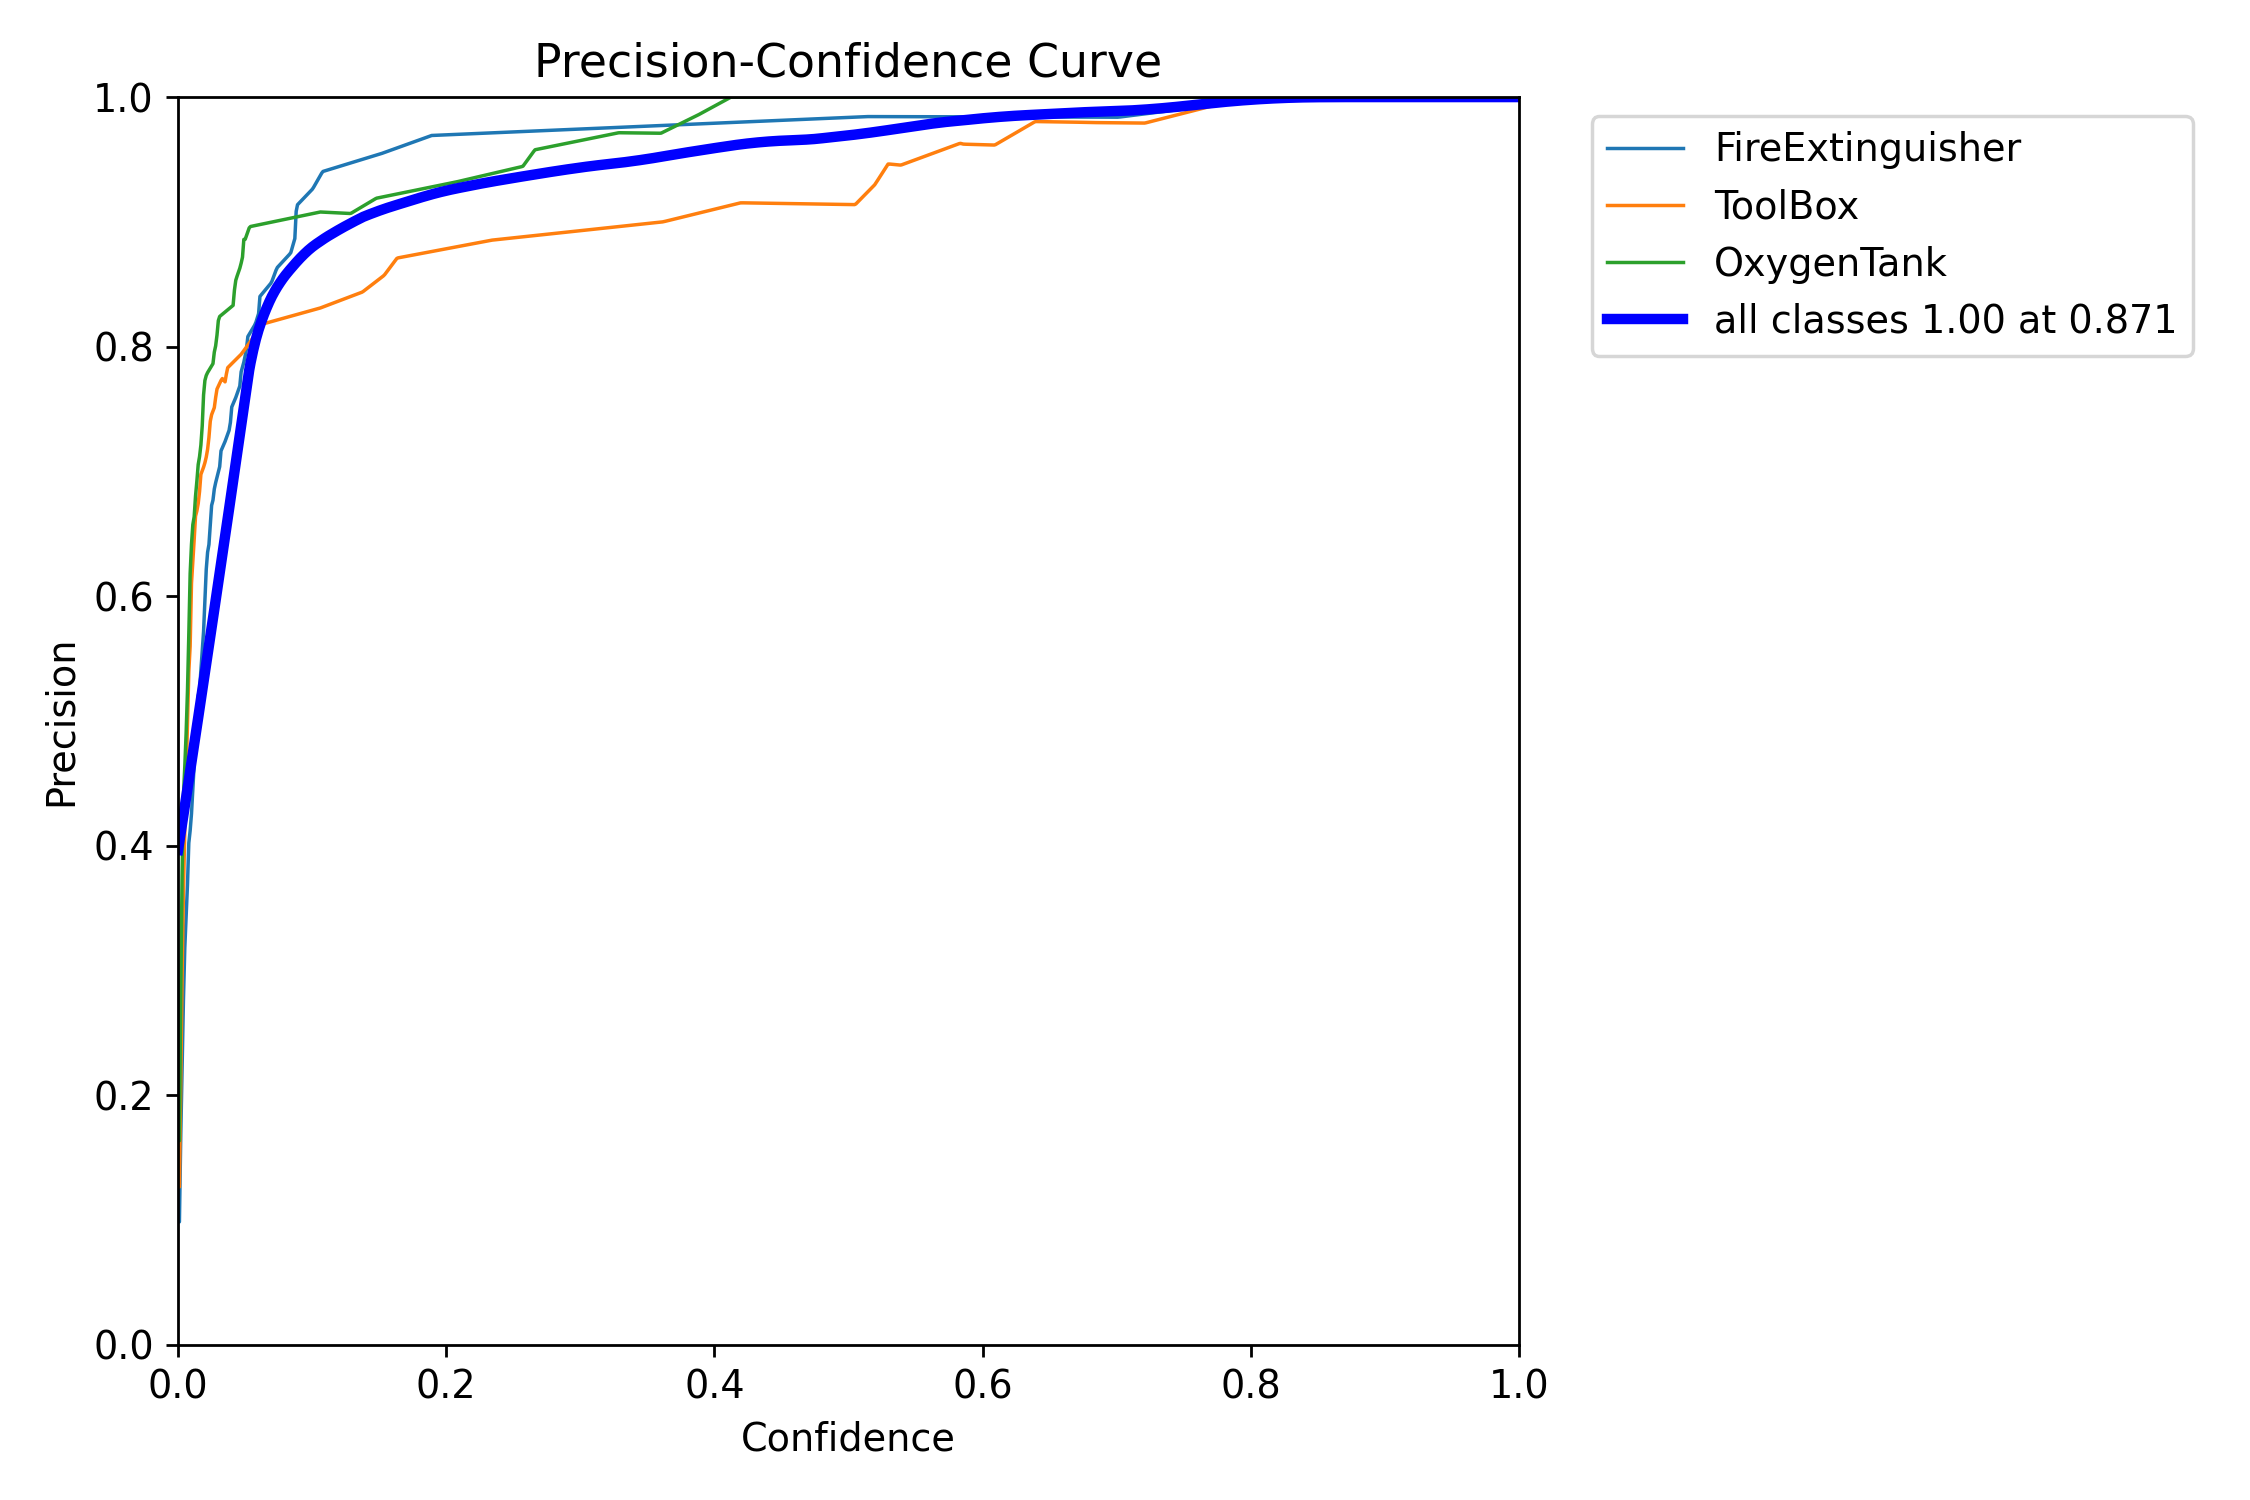 Precision-Confidence Curve
1.0
0.8
0.6
0.4
0.2
0.0
Precision
0.0 0.2 0.4 0.6 0.8 1.0
Confidence
FireExtinguisher
ToolBox
OxygenTank
all classes 1.00 at 0.871